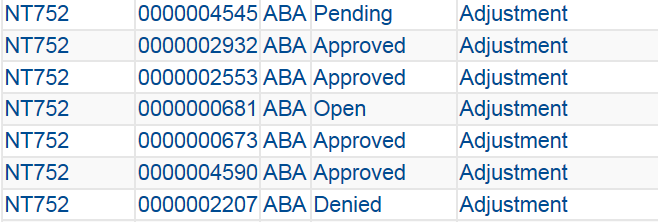 NT752 0000004545 ABA Pending Adjustment
NT752 0000002932 ABA Approved Adjustment
NT752 0000002553 ABA Approved Adjustment
NT752 0000000681 ABA Open Adjustment
NT752 0000000673 ABA Approved Adjustment
NT752 0000004590 ABA Approved Adjustment
NT752 0000002207 ABA Denied Adjustment